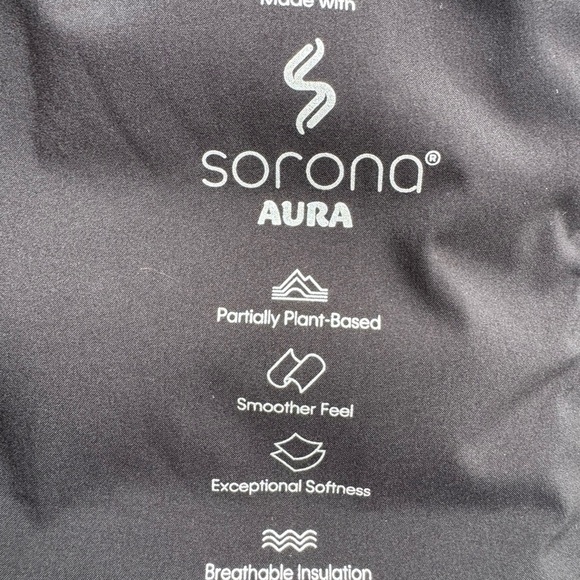 Made with
sorona®
AURA
Partially Plant-Based
Smoother Feel
Exceptional Softness
Breathable Insulation